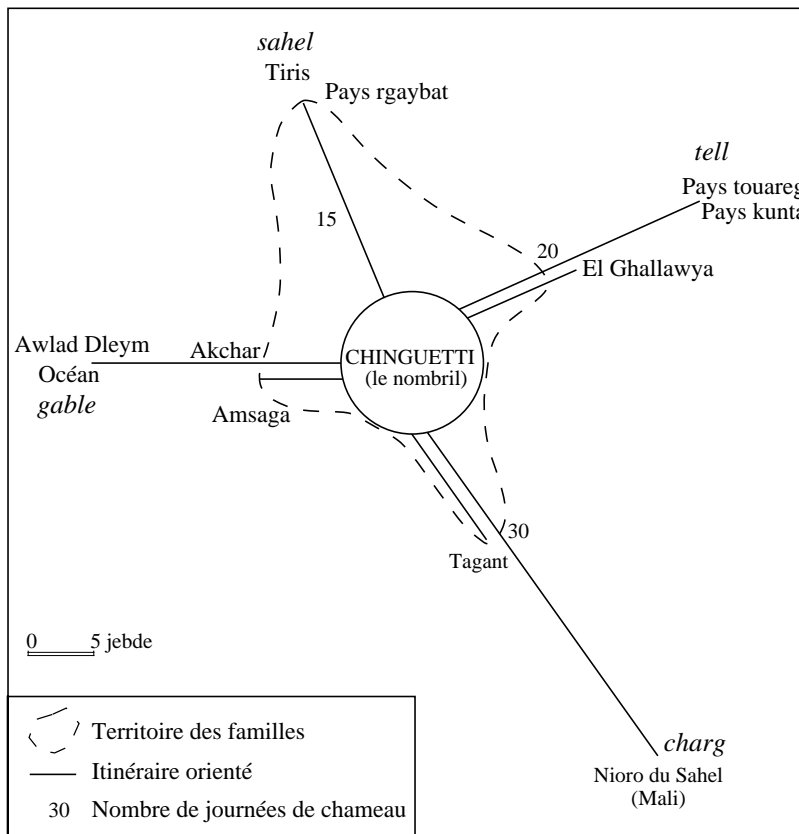 sahel
Tiris
Pays rgaybat
tell
Pays touareg
Pays kunta
15
20
El Ghallawya
Awlad Dleym
Océan
gable
Akchar
CHINGUETTI
(le nombril)
Amsaga
30
Tagant
0 5 jebde
charg
Nioro du Sahel
(Mali)
Territoire des familles
Itinéraire orienté
30 Nombre de journées de chameau